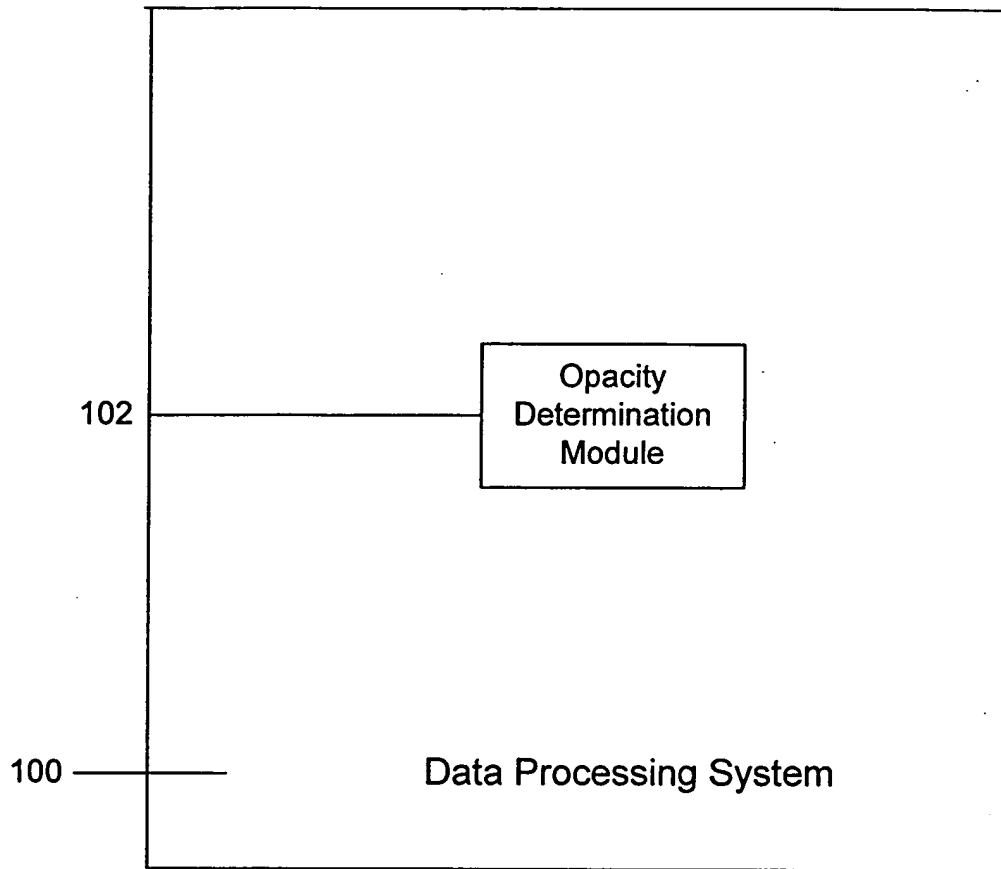 Opacity
102 Determination
Module
100 Data Processing System